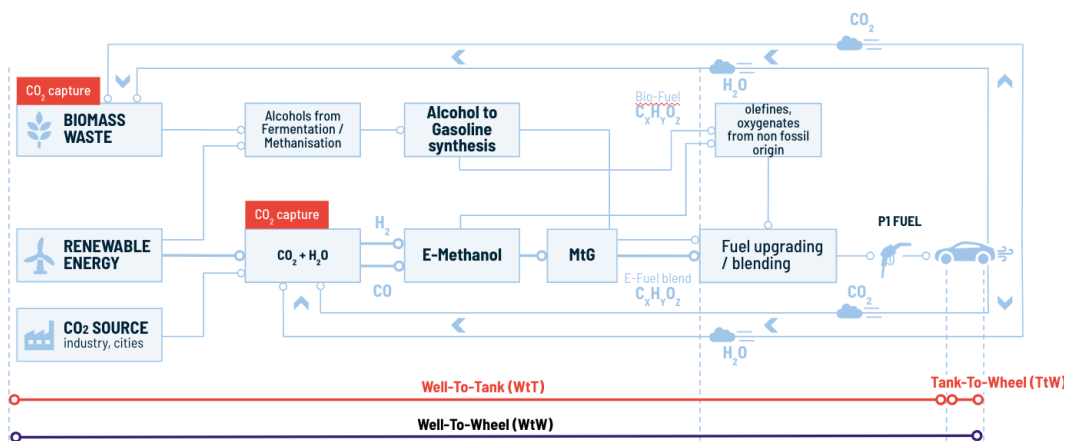 CO2
CO2 capture
H2O
BIOMASS
WASTE
Alcohols from
Fermentation /
Methanisation
Alcohol to
Gasoline
synthesis
Bio-Fuel
CXHYOZ
olefines,
oxygenates
from non fossil
origin
CO2 capture
H2
P1 FUEL
RENEWABLE
ENERGY
CO2 + H2O
E-Methanol
MtG
Fuel upgrading
/ blending
CO
E-Fuel blend
CXHYOZ
CO2
CO2 SOURCE
industry, cities
H2O
Well-To-Tank (WtT)
Tank-To-Wheel (TtW)
Well-To-Wheel (WtW)